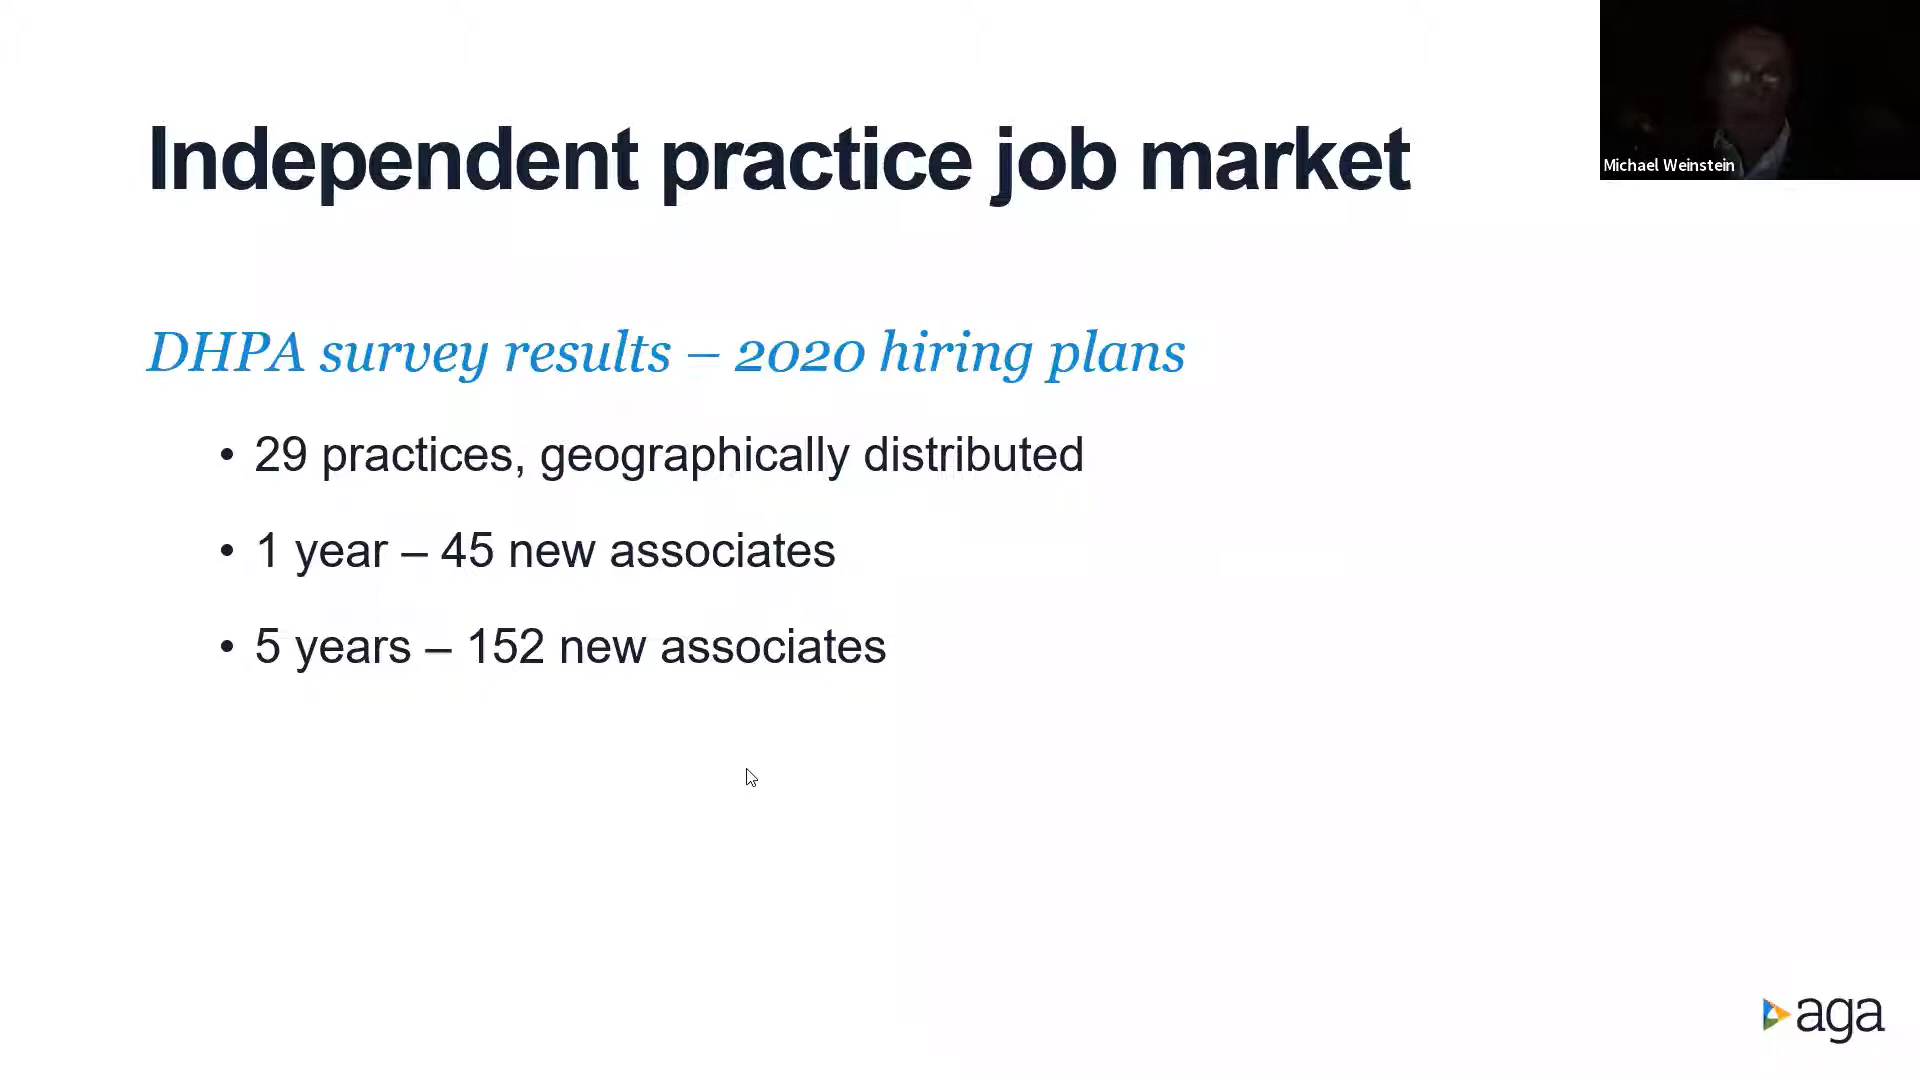 Independent practice job market
Michael Weinstein
DHPA survey results – 2020 hiring plans
• 29 practices, geographically distributed
• 1 year – 45 new associates
• 5 years – 152 new associates
aga